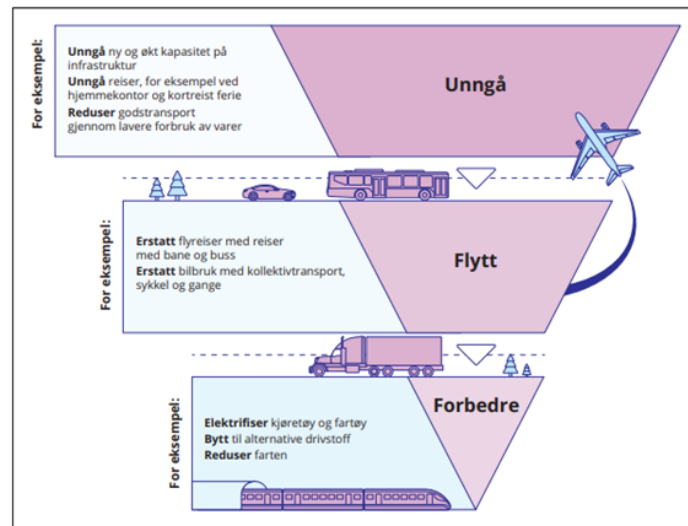 For eksempel:
Unngå ny og økt kapasitet på
infrastruktur
Unngå reiser, for eksempel ved
hjemmekontor og kortreist ferie
Reduser godstransport
gjennom lavere forbruk av varer
Unngå
For eksempel:
Erstatt flyreiser med reiser
med bane og buss
Erstatt bilbruk med kollektivtransport,
sykkel og gange
Flytt
For eksempel:
Elektrifiser kjøretøy og fartøy
Bytt til alternative drivstoff
Reduser farten
Forbedre